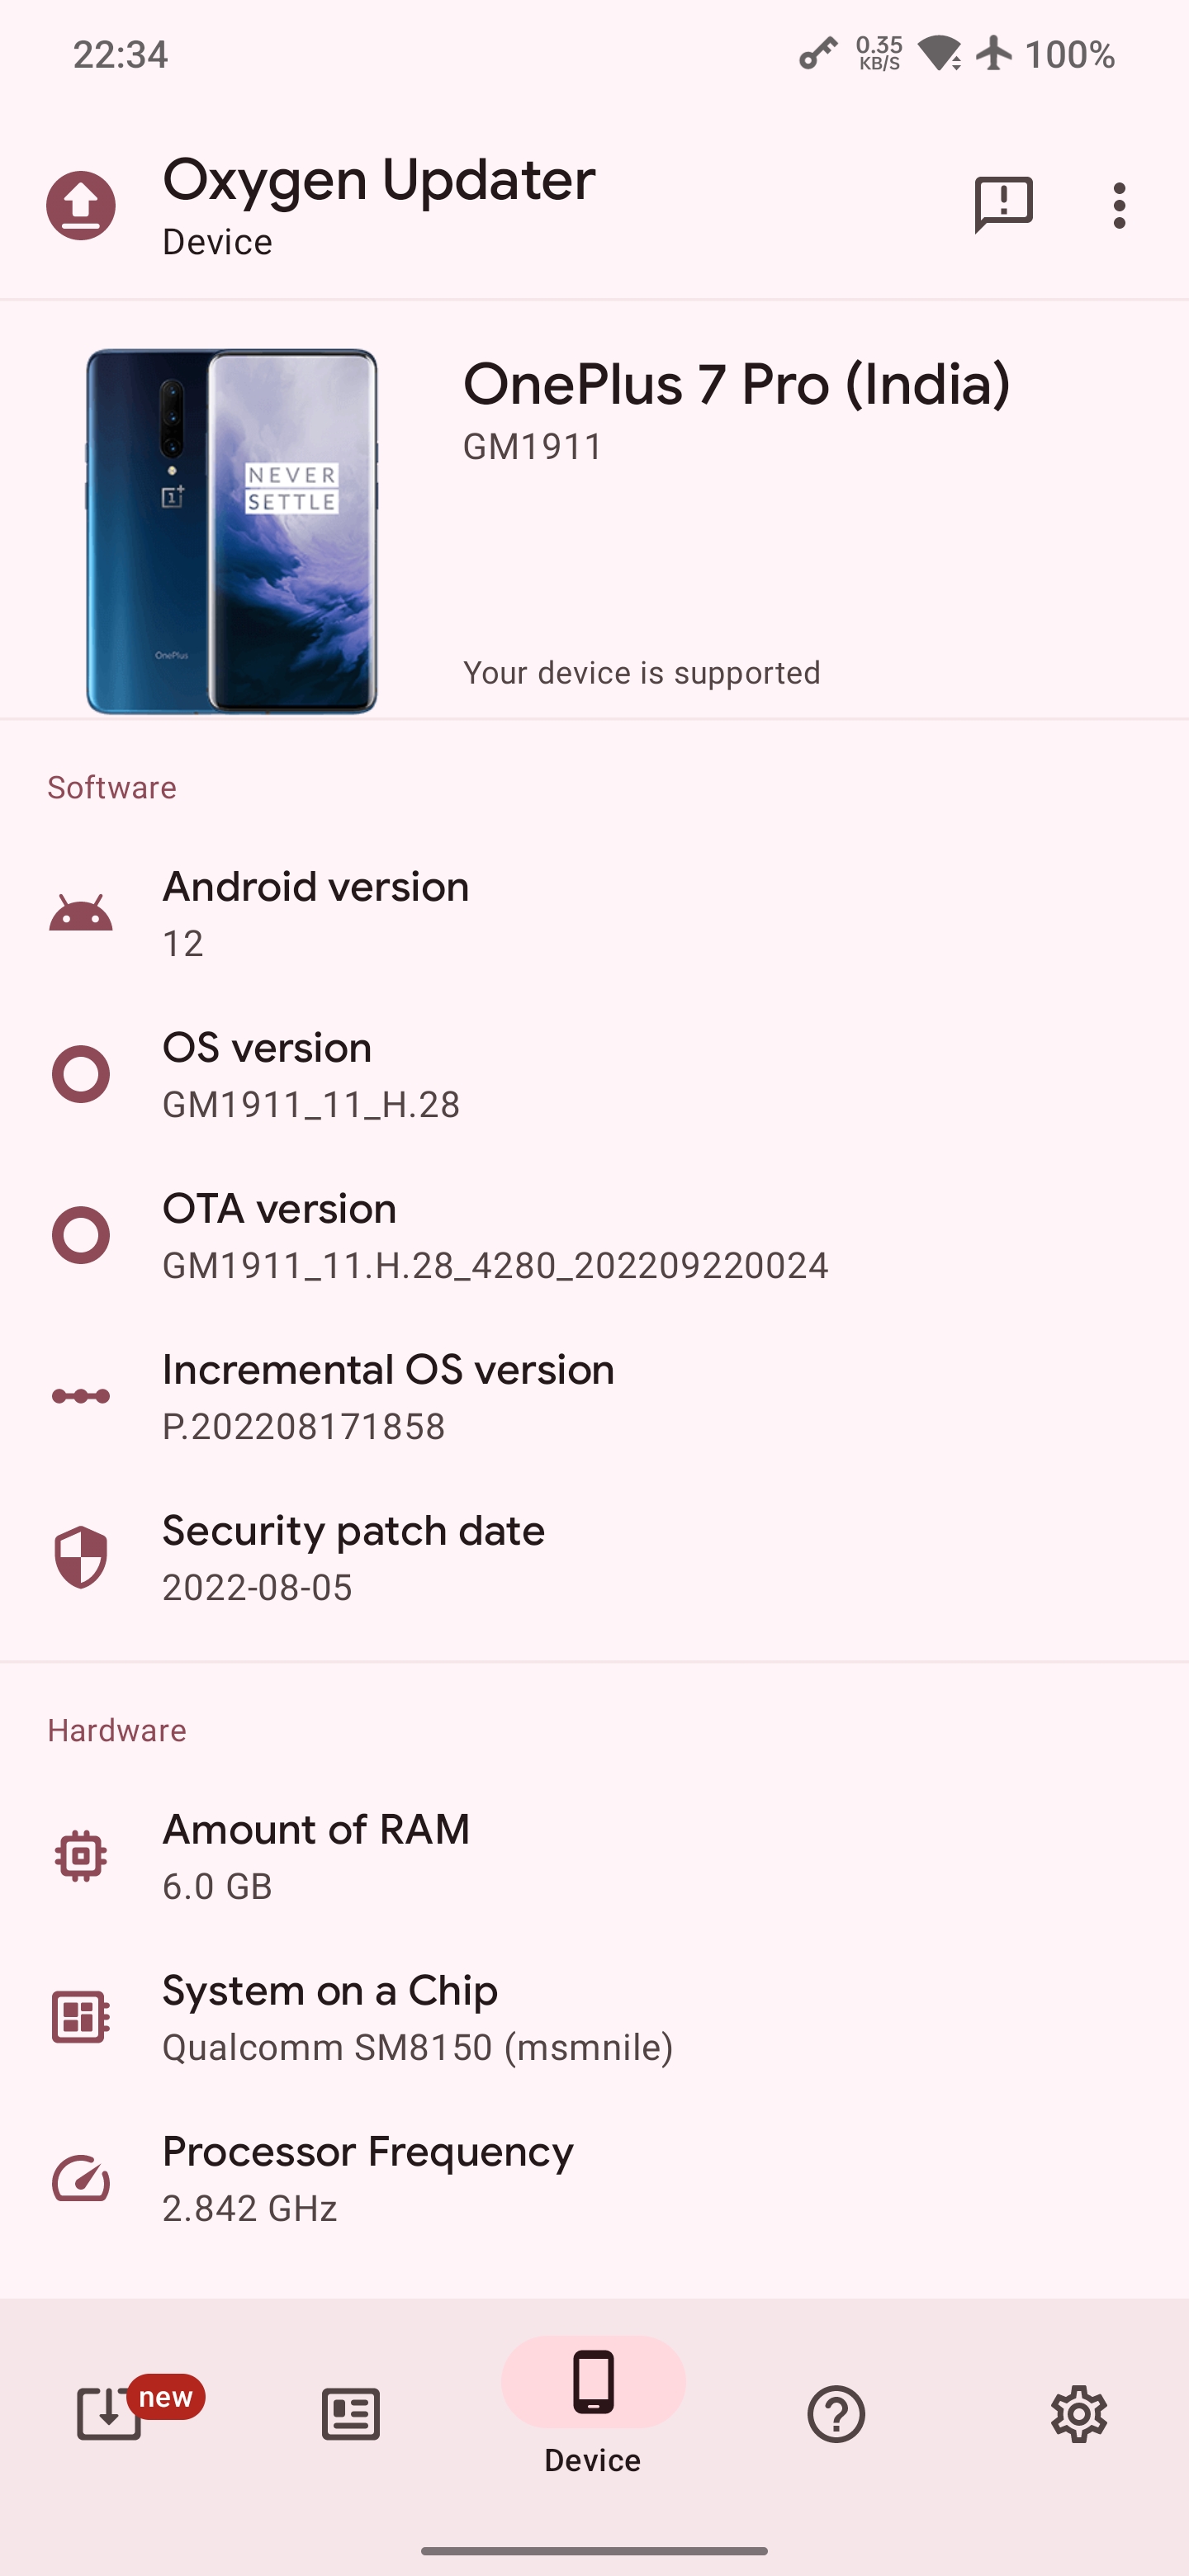 22:34
0.35
KB/S
100%
Oxygen Updater
Device
NEVER
SETTLE
OnePlus
OnePlus 7 Pro (India)
GM1911
Your device is supported
Software
Android version
12
OS version
GM1911_11_H.28
OTA version
GM1911_11.H.28_4280_202209220024
Incremental OS version
P.202208171858
Security patch date
2022-08-05
Hardware
Amount of RAM
6.0 GB
System on a Chip
Qualcomm SM8150 (msmnile)
Processor Frequency
2.842 GHz
new
Device